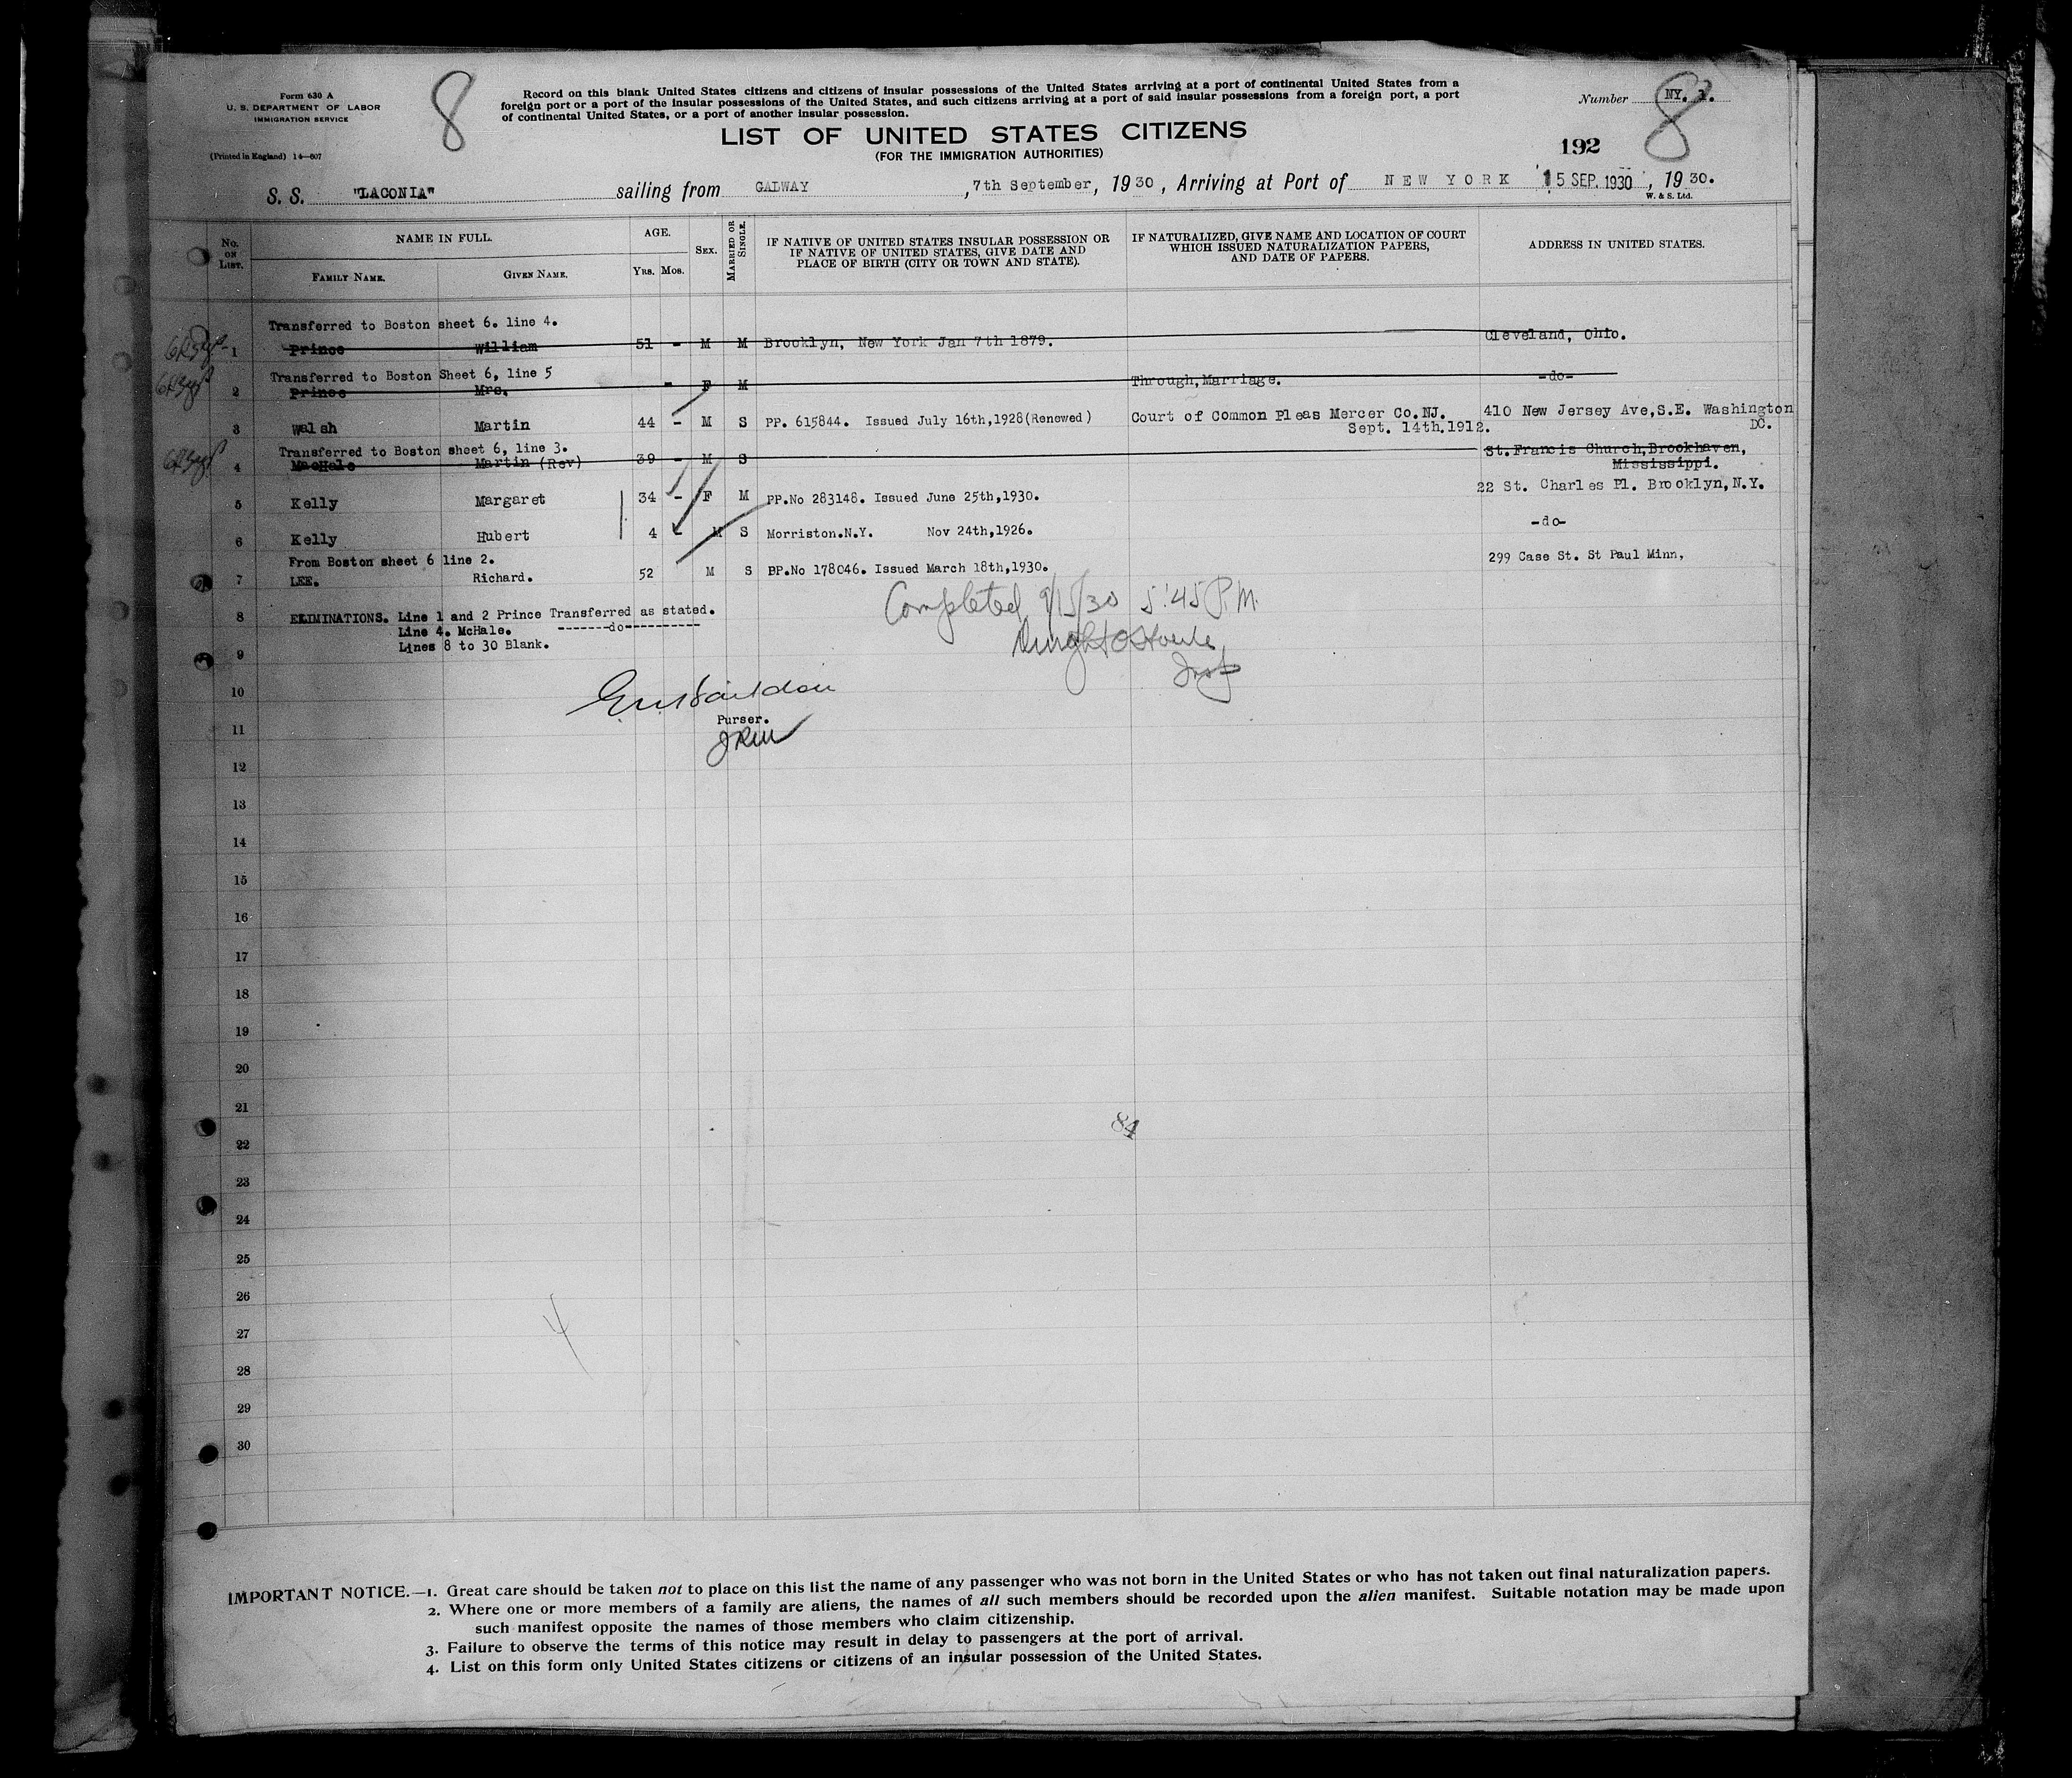 Form 630 A
U. S. DEPARTMENT OF LABOR
IMMIGRATION SERVICE
(Printed in England) 14—807
8
Record on this blank United States citizens and citizens of insular possessions of the United States arriving at a port of continental United States from a
foreign port or a port of the insular possessions of the United States, and such citizens arriving at a port of said insular possessions from a foreign port, a port
of continental United States, or a port of another insular possession.
LIST OF UNITED STATES CITIZENS
(FOR THE IMMIGRATION AUTHORITIES)
Number NY. 1.
8
192
S. S. "LACONIA" sailing from GALWAY, 7th September, 1930, Arriving at Port of NEW YORK 15 SEP. 1930, 1930.
W. & S. Ltd.
No. ON LIST.
NAME IN FULL.
FAMILY NAME. GIVEN NAME.
AGE.
YRS. MOS.
SEX.
MARRIED OR SINGLE.
IF NATIVE OF UNITED STATES INSULAR POSSESSION OR
IF NATIVE OF UNITED STATES, GIVE DATE AND
PLACE OF BIRTH (CITY OR TOWN AND STATE).
IF NATURALIZED, GIVE NAME AND LOCATION OF COURT
WHICH ISSUED NATURALIZATION PAPERS,
AND DATE OF PAPERS.
ADDRESS IN UNITED STATES.
Transferred to Boston sheet 6. line 4.
1 Prince William 51 - M M Brooklyn, New York Jan 7th 1879. Cleveland, Ohio.
Transferred to Boston Sheet 6, line 5
2 Prince Mrs. - F M Through Marriage. -do-
3 Walsh Martin 44 - M S PP. 615844. Issued July 16th,1928(Renewed) Court of Common Pleas Mercer Co.NJ. 410 New Jersey Ave,S.E. Washington
Sept. 14th.1912. DC.
Transferred to Boston sheet 6, line 3.
4 MacHale Martin (Rev) 39 - M S St.Francis Church,Brookhaven,
Mississippi.
5 Kelly Margaret 34 - F M PP.No 283148. Issued June 25th,1930. 22 St. Charles Pl. Brooklyn,N.Y.
6 Kelly Hubert 4 - M S Morriston.N.Y. Nov 24th,1926. -do-
From Boston sheet 6 line 2.
7 LEE. Richard. 52 M S PP.No 178046. Issued March 18th,1930. 299 Case St. St Paul Minn,
8 ELIMINATIONS. Line 1 and 2 Prince Transferred as stated.
Line 4. McHale. -------do----------
9 Lines 8 to 30 Blank.
Completed 9/15/30 5:45 P.M.
Insp
10
Purser.
11
12
13
14
15
16
17
18
19
20
21
84
22
23
24
25
26
27
4
28
29
30
IMPORTANT NOTICE.—1. Great care should be taken not to place on this list the name of any passenger who was not born in the United States or who has not taken out final naturalization papers.
2. Where one or more members of a family are aliens, the names of all such members should be recorded upon the alien manifest. Suitable notation may be made upon
such manifest opposite the names of those members who claim citizenship.
3. Failure to observe the terms of this notice may result in delay to passengers at the port of arrival.
4. List on this form only United States citizens or citizens of an insular possession of the United States.